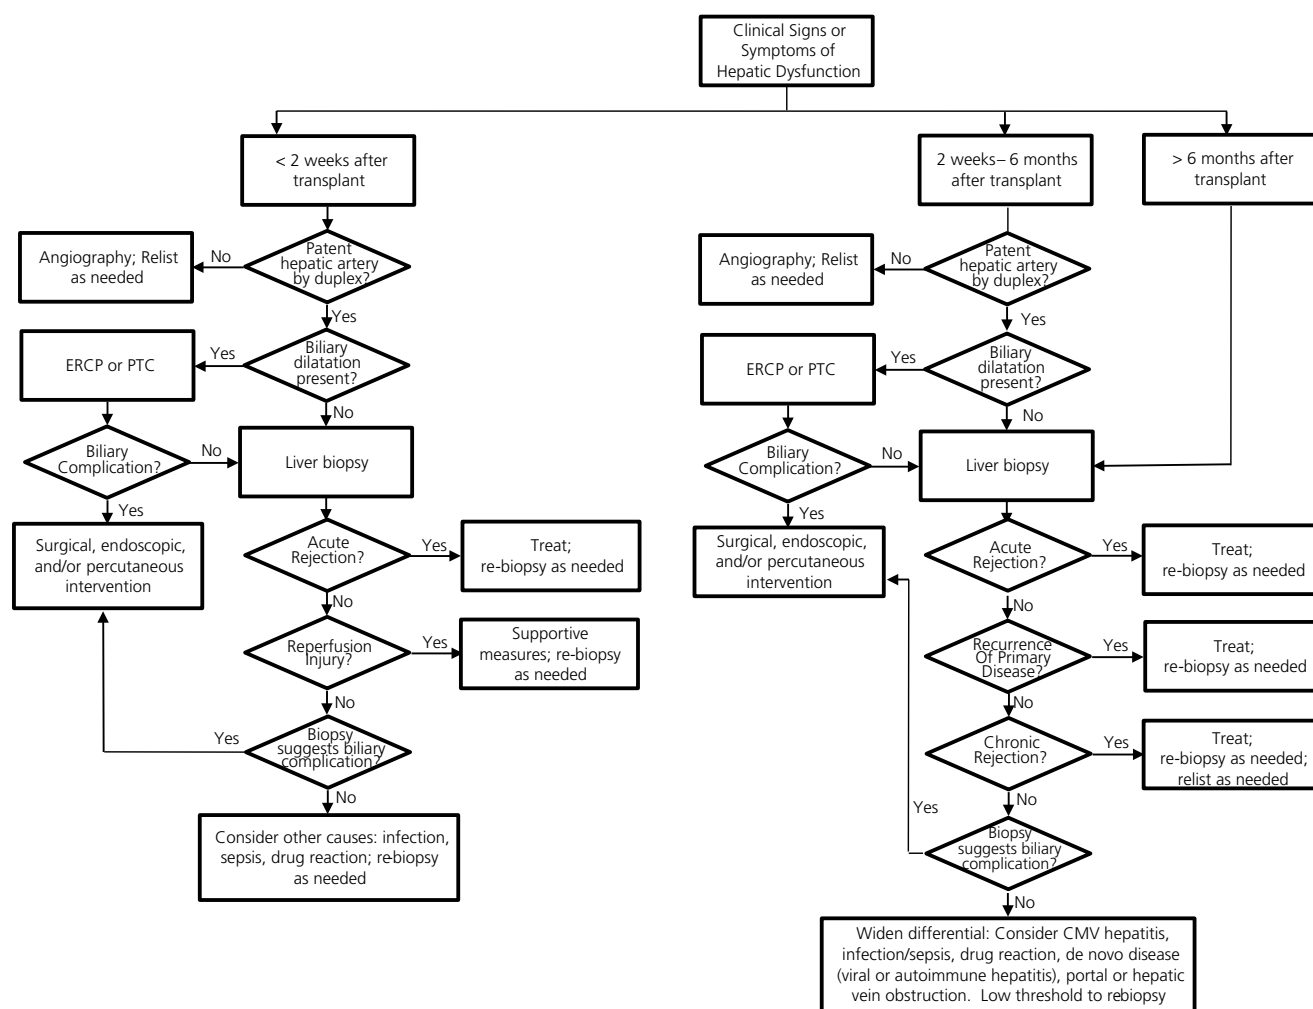 Clinical Signs or
Symptoms of
Hepatic Dysfunction
< 2 weeks after
transplant
2 weeks– 6 months
after transplant
> 6 months after
transplant
Patent
hepatic artery
by duplex?
No
Angiography; Relist
as needed
Yes
Biliary
dilatation
present?
Yes
ERCP or PTC
No
Biliary
Complication?
No
Liver biopsy
Yes
Surgical, endoscopic,
and/or percutaneous
intervention
Acute
Rejection?
Yes
Treat;
re-biopsy as needed
No
Reperfusion
Injury?
Yes
Supportive
measures; re-biopsy
as needed
No
Biopsy
suggests biliary
complication?
Yes
No
Consider other causes: infection,
sepsis, drug reaction; rebiopsy
as needed
Patent
hepatic artery
by duplex?
No
Angiography; Relist
as needed
Yes
Biliary
dilatation
present?
Yes
ERCP or PTC
No
Biliary
Complication?
No
Liver biopsy
Yes
Surgical, endoscopic,
and/or percutaneous
intervention
Acute
Rejection?
Yes
Treat;
re-biopsy as needed
No
Recurrence
Of Primary
Disease?
Yes
Treat;
re-biopsy as needed
No
Chronic
Rejection?
Yes
Treat;
re-biopsy as needed;
relist as needed
No
Biopsy
suggests biliary
complication?
Yes
No
Widen differential: Consider CMV hepatitis,
infection/sepsis, drug reaction, de novo disease
(viral or autoimmune hepatitis), portal or hepatic
vein obstruction.  Low threshold to rebiopsy